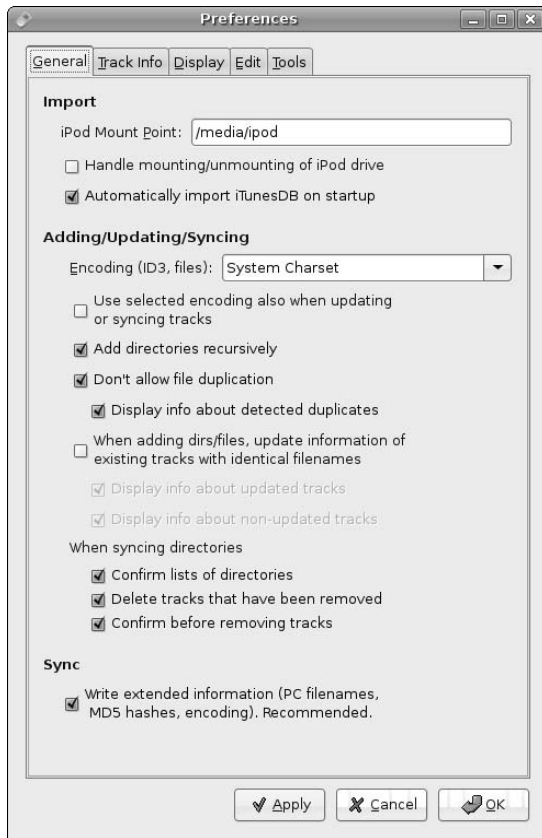 Preferences
General Track Info Display Edit Tools
Import
iPod Mount Point: /media/ipod
Handle mounting/unmounting of iPod drive
Automatically import iTunesDB on startup
Adding/Updating/Syncing
Encoding (ID3, files): System Charset
Use selected encoding also when updating
or syncing tracks
Add directories recursively
Don't allow file duplication
Display info about detected duplicates
When adding dirs/files, update information of
existing tracks with identical filenames
Display info about updated tracks
Display info about non-updated tracks
When syncing directories
Confirm lists of directories
Delete tracks that have been removed
Confirm before removing tracks
Sync
Write extended information (PC filenames,
MD5 hashes, encoding). Recommended.
Apply Cancel OK